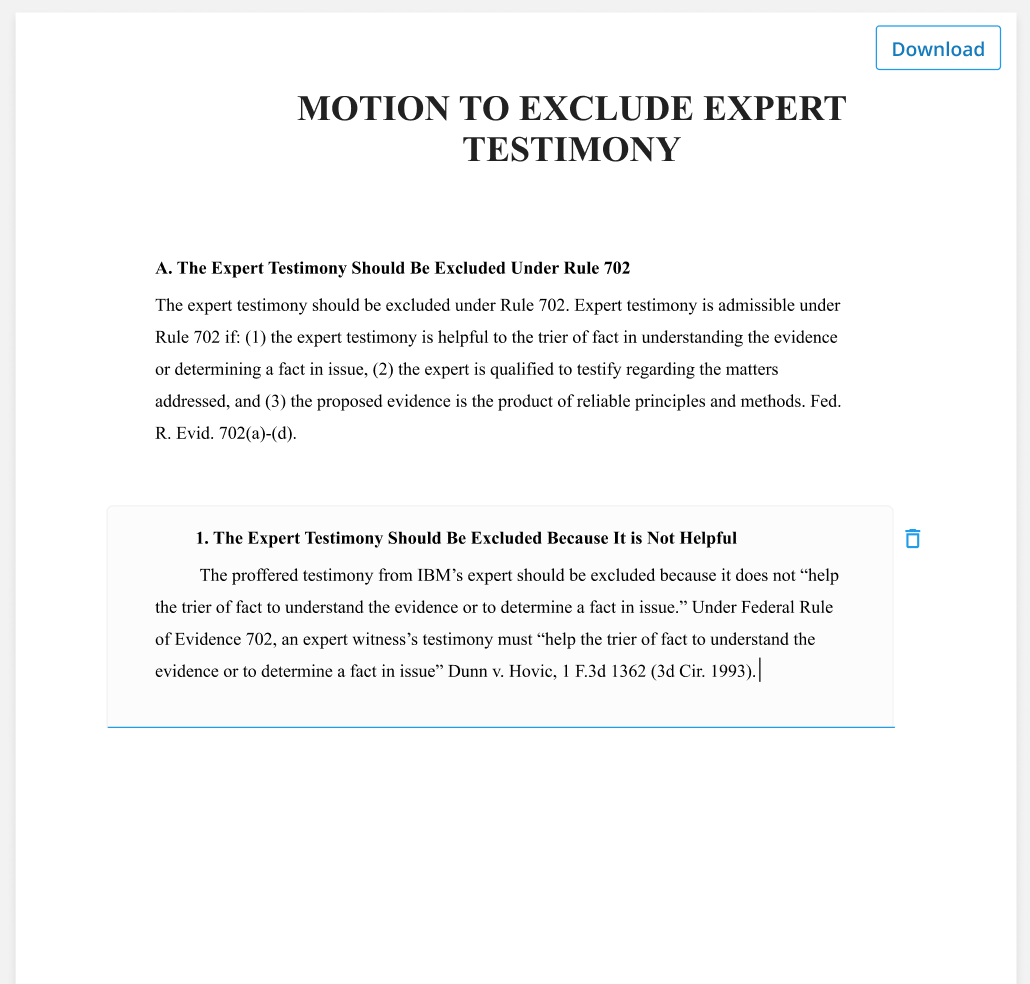 Download
MOTION TO EXCLUDE EXPERT
TESTIMONY
A. The Expert Testimony Should Be Excluded Under Rule 702
The expert testimony should be excluded under Rule 702. Expert testimony is admissible under
Rule 702 if: (1) the expert testimony is helpful to the trier of fact in understanding the evidence
or determining a fact in issue, (2) the expert is qualified to testify regarding the matters
addressed, and (3) the proposed evidence is the product of reliable principles and methods. Fed.
R. Evid. 702(a)-(d).
1. The Expert Testimony Should Be Excluded Because It is Not Helpful
The proffered testimony from IBM’s expert should be excluded because it does not “help
the trier of fact to understand the evidence or to determine a fact in issue.” Under Federal Rule
of Evidence 702, an expert witness’s testimony must “help the trier of fact to understand the
evidence or to determine a fact in issue” Dunn v. Hovic, 1 F.3d 1362 (3d Cir. 1993).